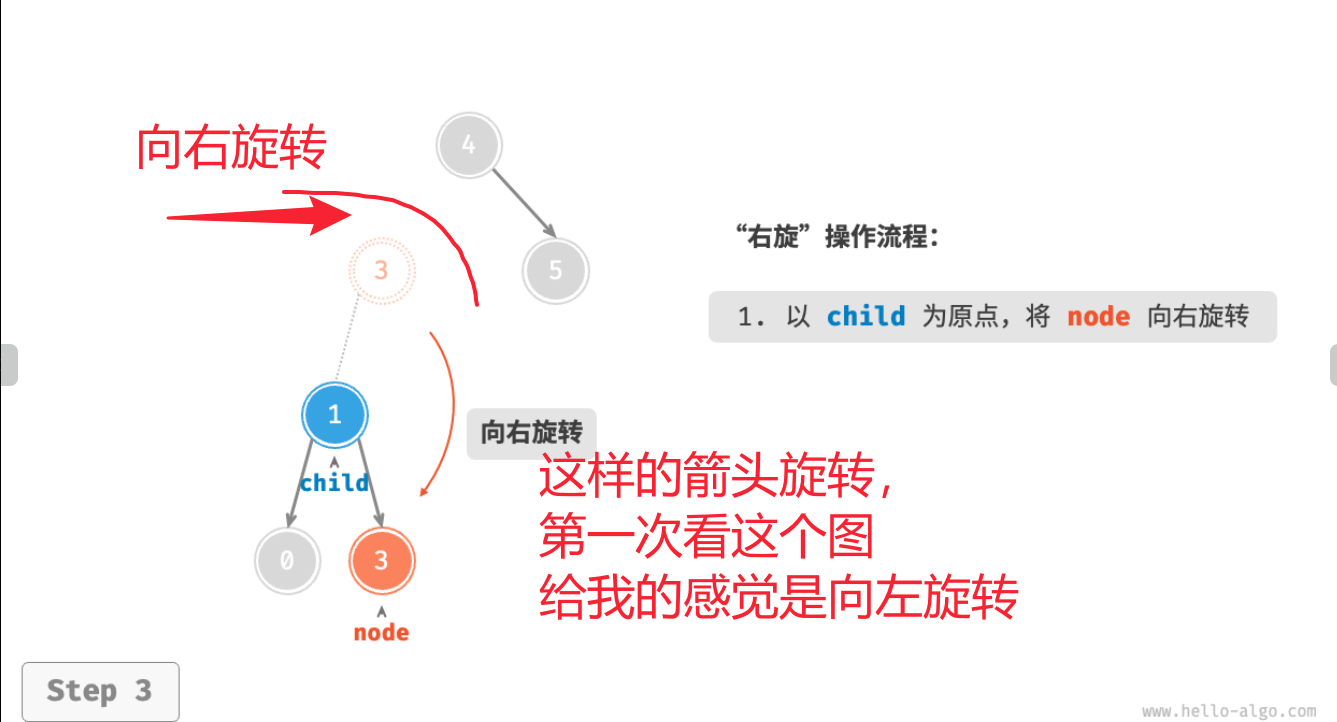 向右旋转
4
3
5
“右旋”操作流程：
1. 以 child 为原点，将 node 向右旋转
1
向右旋转
child
这样的箭头旋转，
第一次看这个图
给我的感觉是向左旋转
0
3
node
Step 3
www.hello-algo.com